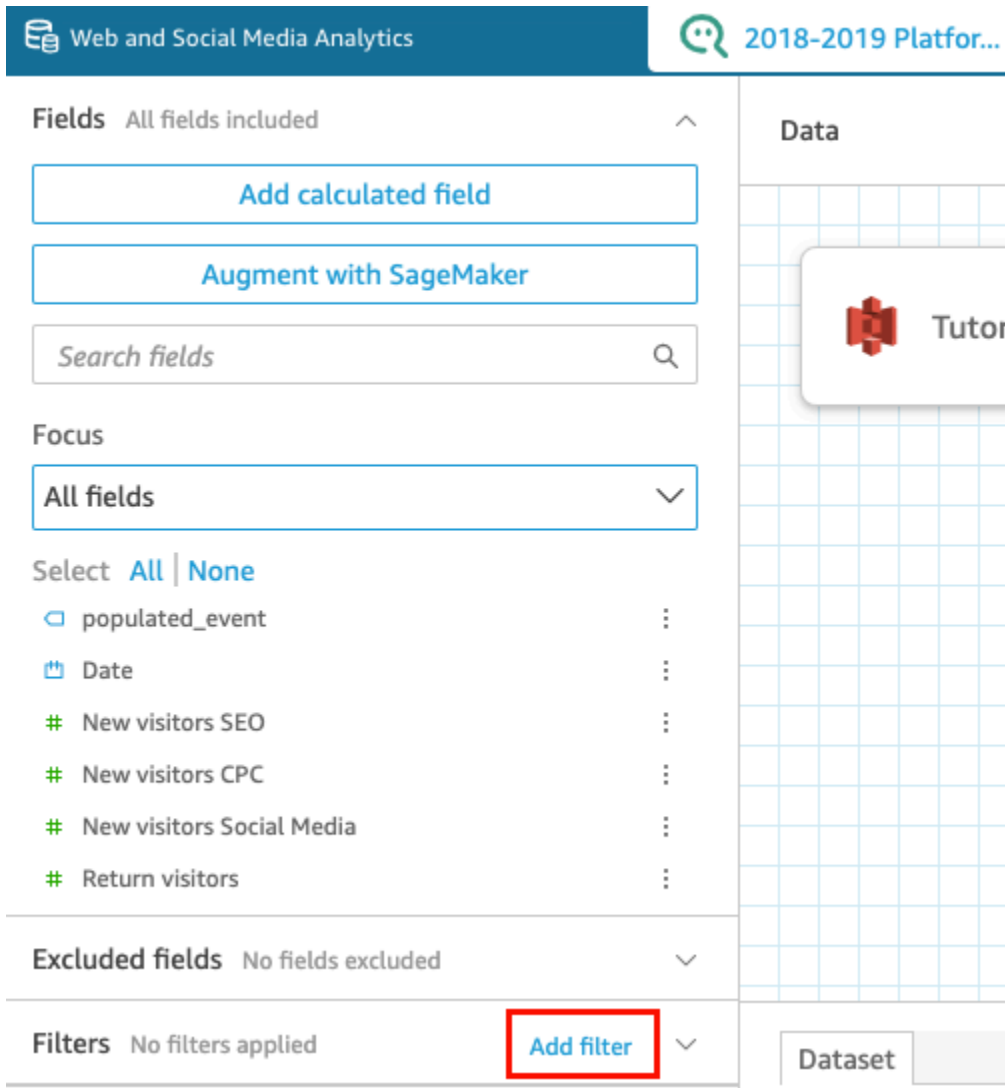 Web and Social Media Analytics
2018-2019 Platfor...
Fields All fields included
Data
Add calculated field
Augment with SageMaker
Search fields
Tutor
Focus
All fields
Select All | None
populated_event
Date
# New visitors SEO
# New visitors CPC
# New visitors Social Media
# Return visitors
Excluded fields No fields excluded
Filters No filters applied Add filter
Dataset